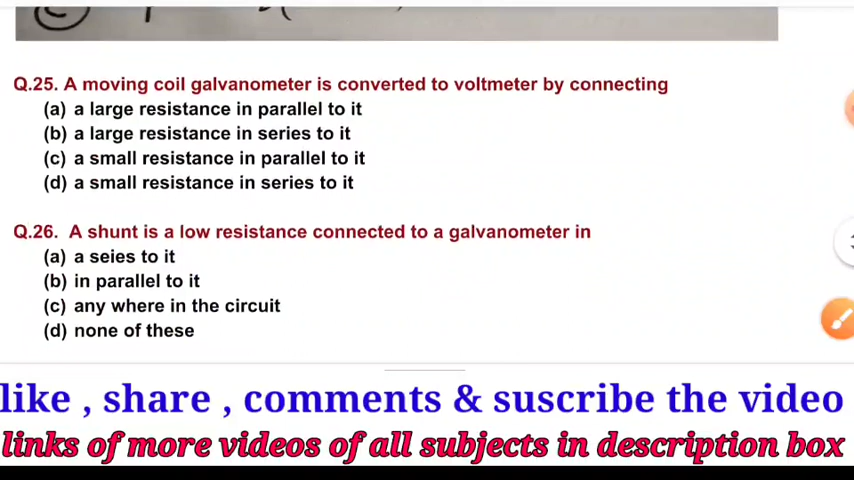 Q.25. A moving coil galvanometer is converted to voltmeter by connecting
(a) a large resistance in parallel to it
(b) a large resistance in series to it
(c) a small resistance in parallel to it
(d) a small resistance in series to it
Q.26. A shunt is a low resistance connected to a galvanometer in
(a) a seies to it
(b) in parallel to it
(c) any where in the circuit
(d) none of these
like , share , comments & suscribe the video
links of more videos of all subjects in description box